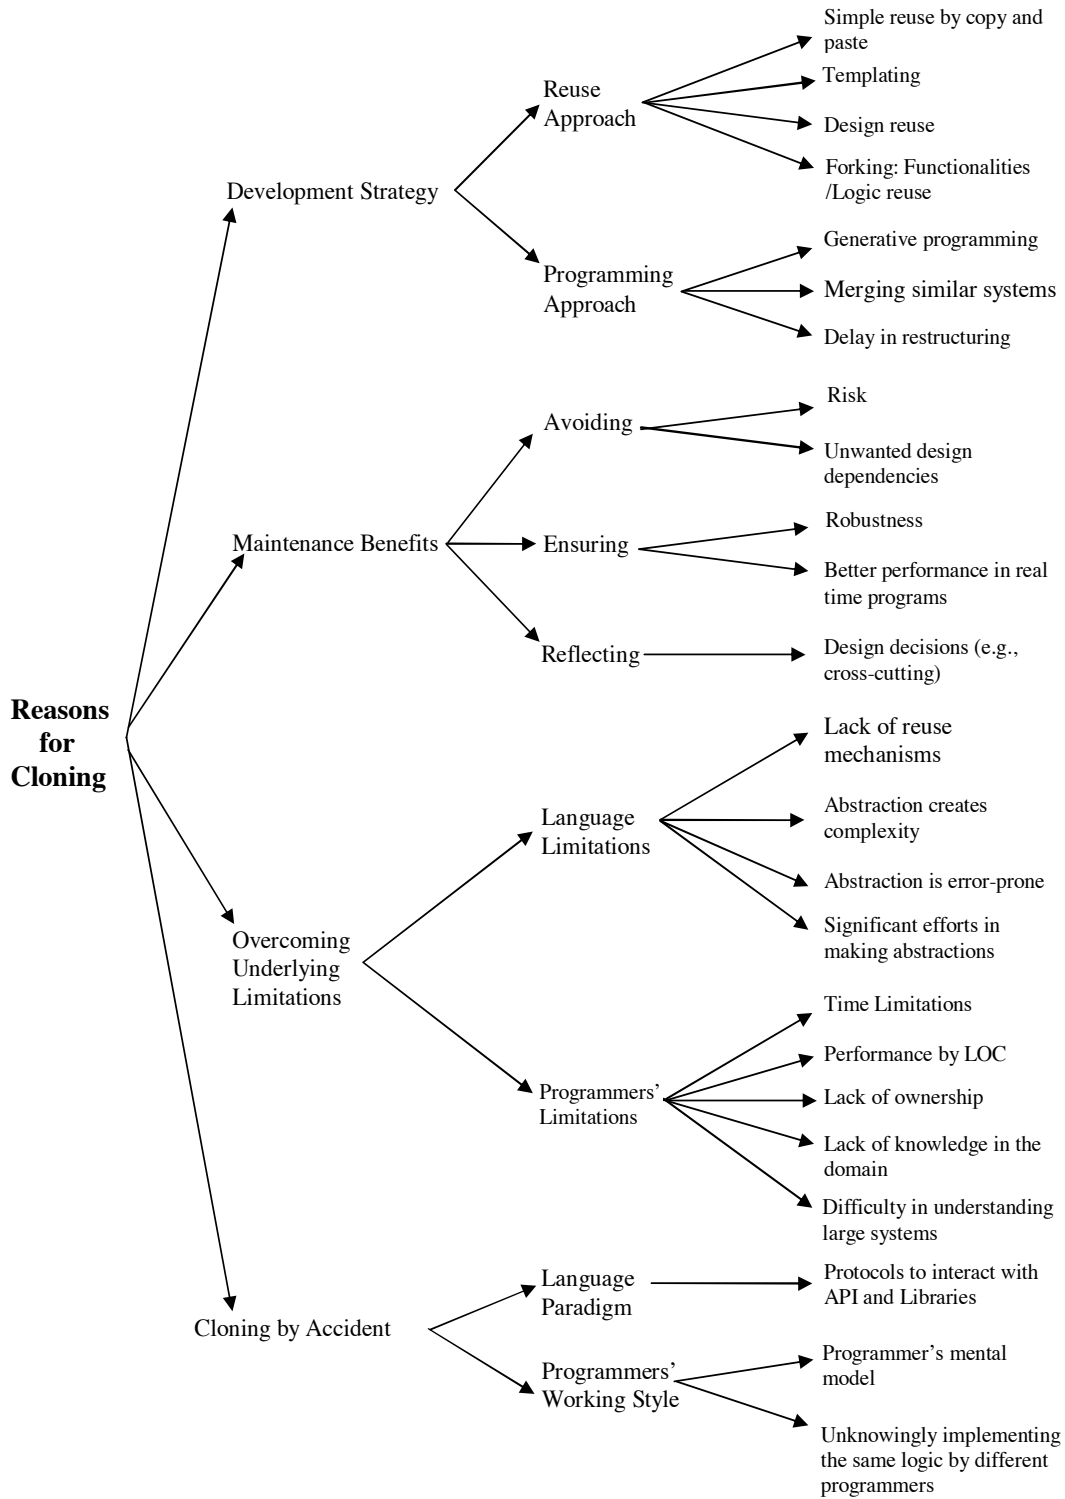 Reasons
for
Cloning
Development Strategy
Reuse
Approach
Simple reuse by copy and
paste
Templating
Design reuse
Forking: Functionalities
/Logic reuse
Programming
Approach
Generative programming
Merging similar systems
Delay in restructuring
Maintenance Benefits
Avoiding
Risk
Unwanted design
dependencies
Ensuring
Robustness
Better performance in real
time programs
Reflecting
Design decisions (e.g.,
cross-cutting)
Overcoming
Underlying
Limitations
Language
Limitations
Lack of reuse
mechanisms
Abstraction creates
complexity
Abstraction is error-prone
Significant efforts in
making abstractions
Programmers’
Limitations
Time Limitations
Performance by LOC
Lack of ownership
Lack of knowledge in the
domain
Difficulty in understanding
large systems
Cloning by Accident
Language
Paradigm
Protocols to interact with
API and Libraries
Programmers’
Working Style
Programmer’s mental
model
Unknowingly implementing
the same logic by different
programmers